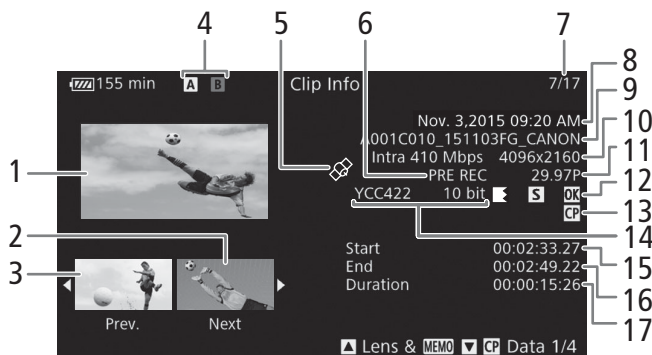 4 5 6 7
155 min A B Clip Info 7/17
8
Nov. 3,2015 09:20 AM
9
A001C010_151103FG_CANON
10
Intra 410 Mbps 4096x2160
11
PRE REC 29.97P
12
YCC422 10 bit S OK
CP
13
14
1
2
3
Start 00:02:33.27
15
End 00:02:49.22
16
Duration 00:00:15:26
17
Prev. Next
Lens & MEMO CP Data 1/4